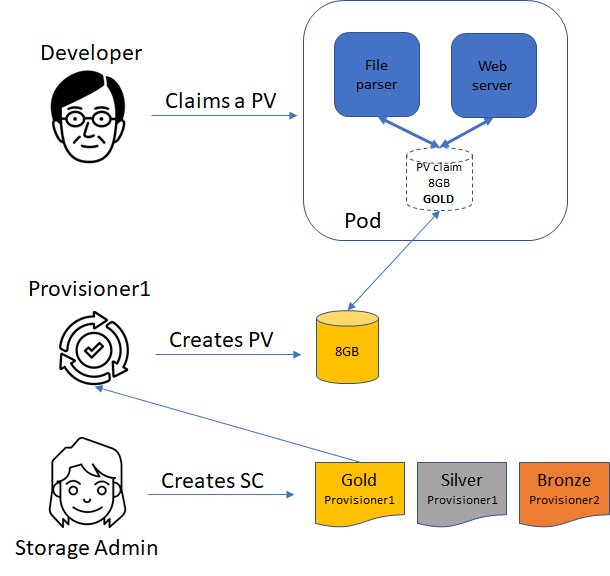 Developer
Claims a PV
File
parser
Web
server
PV claim
8GB
GOLD
Pod
Provisioner1
Creates PV
8GB
Creates SC
Gold
Provisioner1
Silver
Provisioner1
Bronze
Provisioner2
Storage Admin